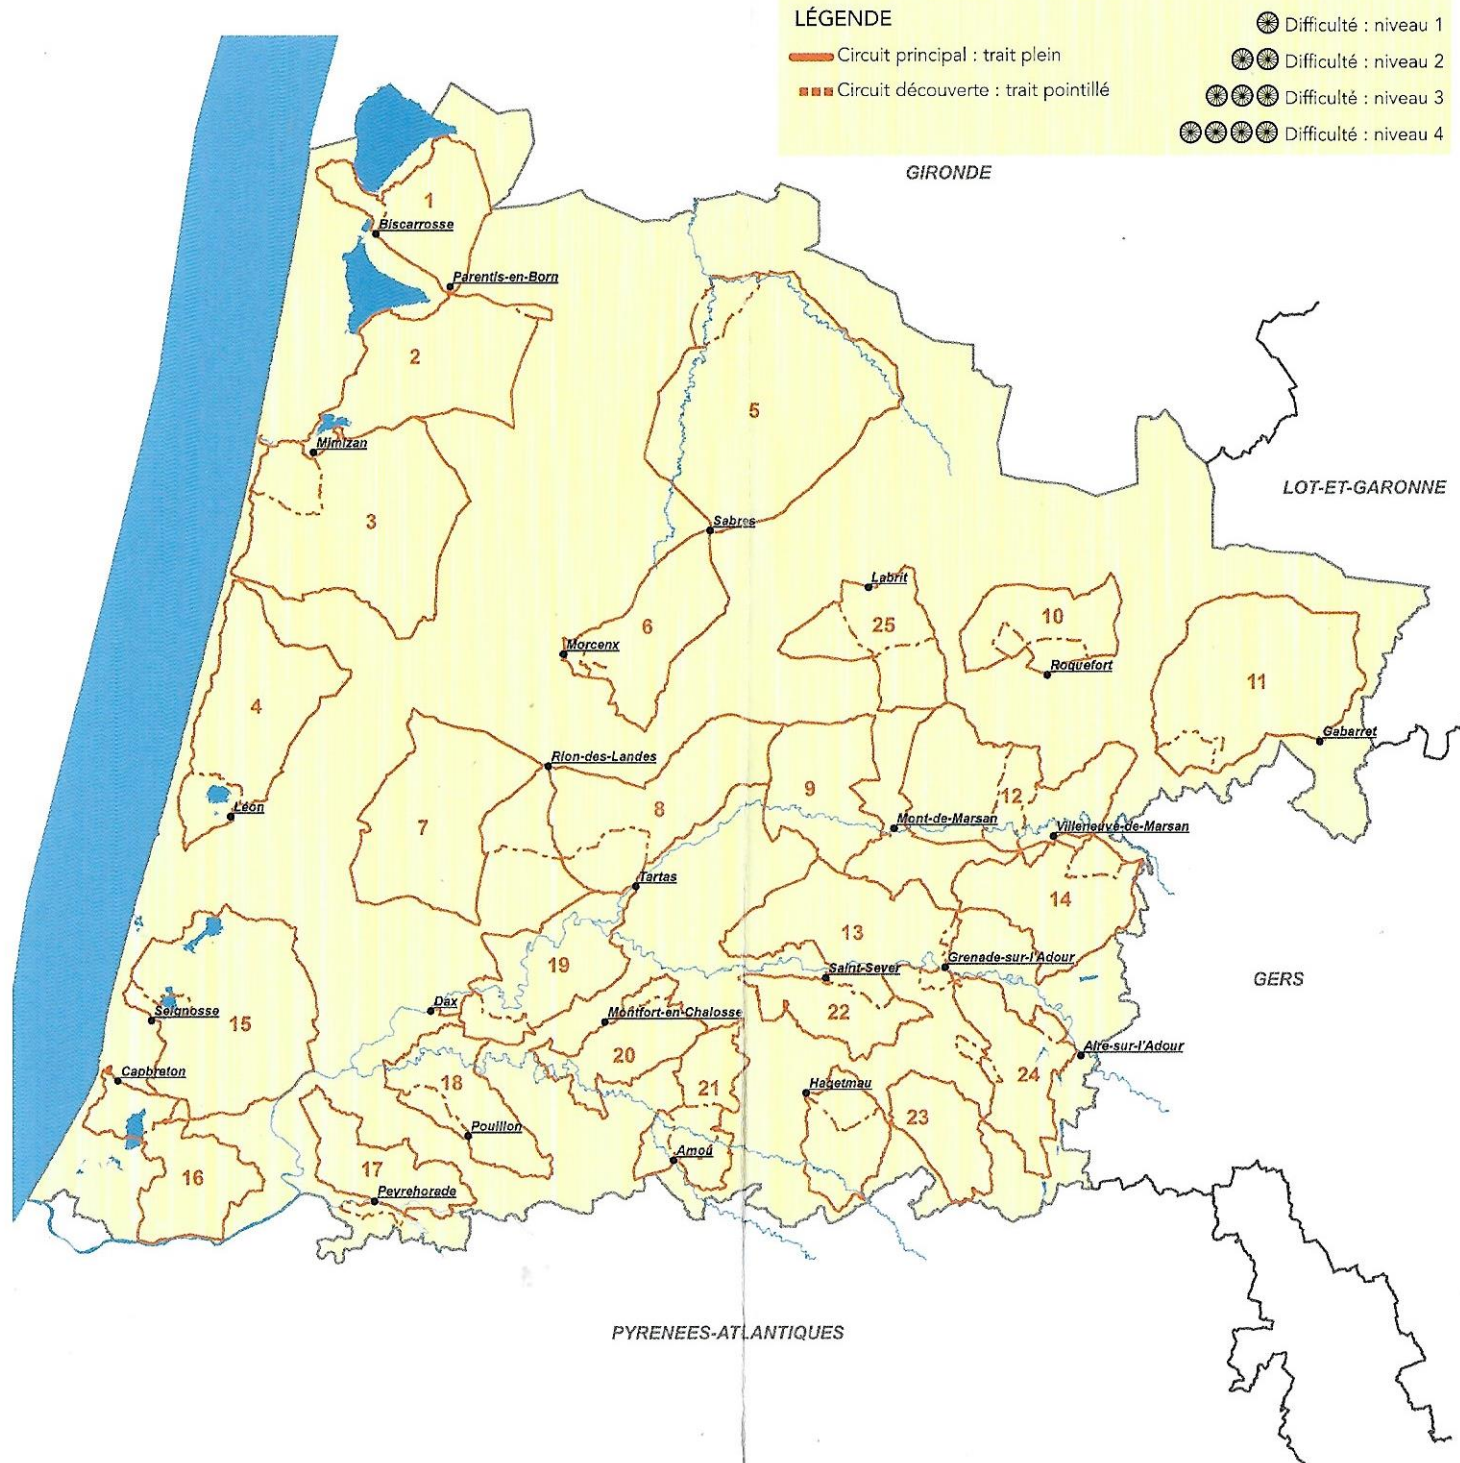 LÉGENDE
Circuit principal : trait plein
Circuit découverte : trait pointillé
Difficulté : niveau 1
Difficulté : niveau 2
Difficulté : niveau 3
Difficulté : niveau 4
GIRONDE
1
Biscarrosse
Parentis-en-Born
2
5
Mimizan
LOT-ET-GARONNE
3
Sabres
Labrit
6
25
10
Morcenx
Roquefort
4
11
Gabarret
Rion-des-Landes
Léon
7
8
9
12
Mont-de-Marsan
Villeneuve-de-Marsan
Tartas
14
13
19
Grenade-sur-l'Adour
Saint-Sever
GERS
Dax
Seignosse
15
Montfort-en-Chalosse
22
20
Aire-sur-l'Adour
Capbreton
18
21
24
Hagetmau
23
Pouillon
Amou
17
16
Peyrehorade
PYRENEES-ATLANTIQUES